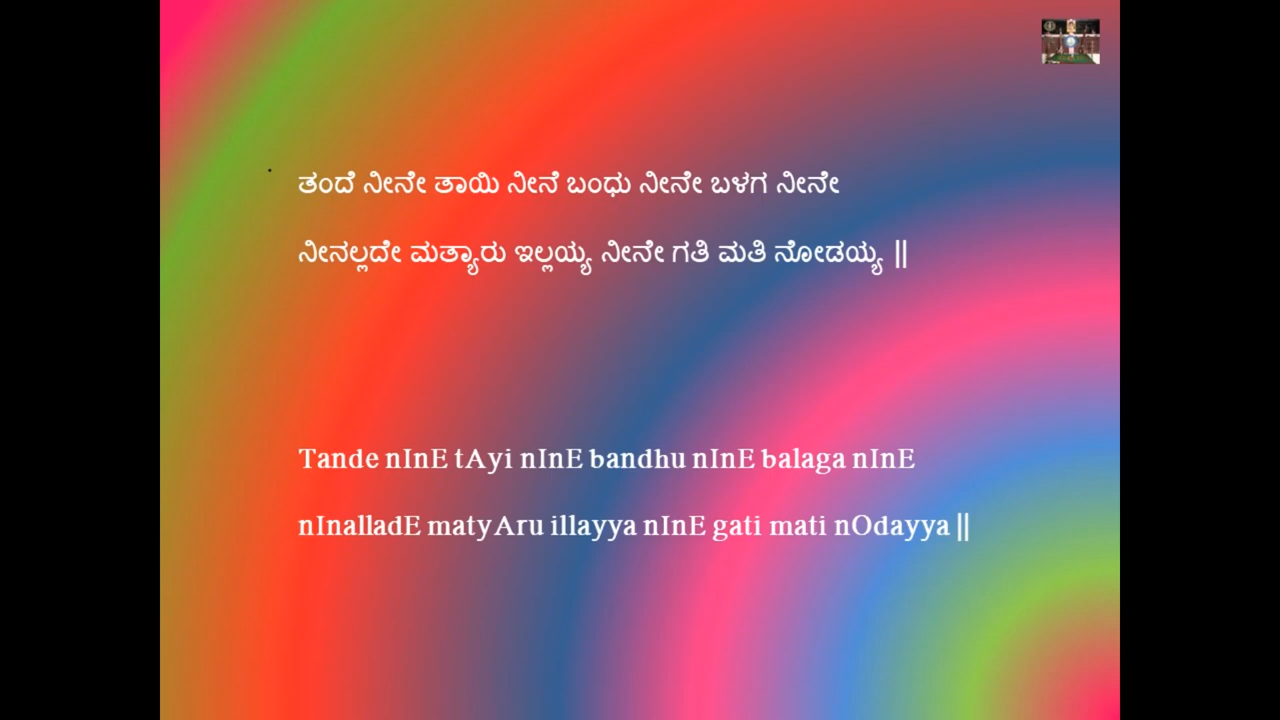 ತಂದೆ ನೀನೇ ತಾಯಿ ನೀನೆ ಬಂಧು ನೀನೇ ಬಳಗ ನೀನೇ
ನೀನಲ್ಲದೇ ಮತ್ಯಾರು ಇಲ್ಲಯ್ಯ ನೀನೇ ಗತಿ ಮತಿ ನೋಡಯ್ಯ ||
Tande nInE tAyi nInE bandhu nInE balaga nInE
nInalladE matyAru illayya nInE gati mati nOdayya ||